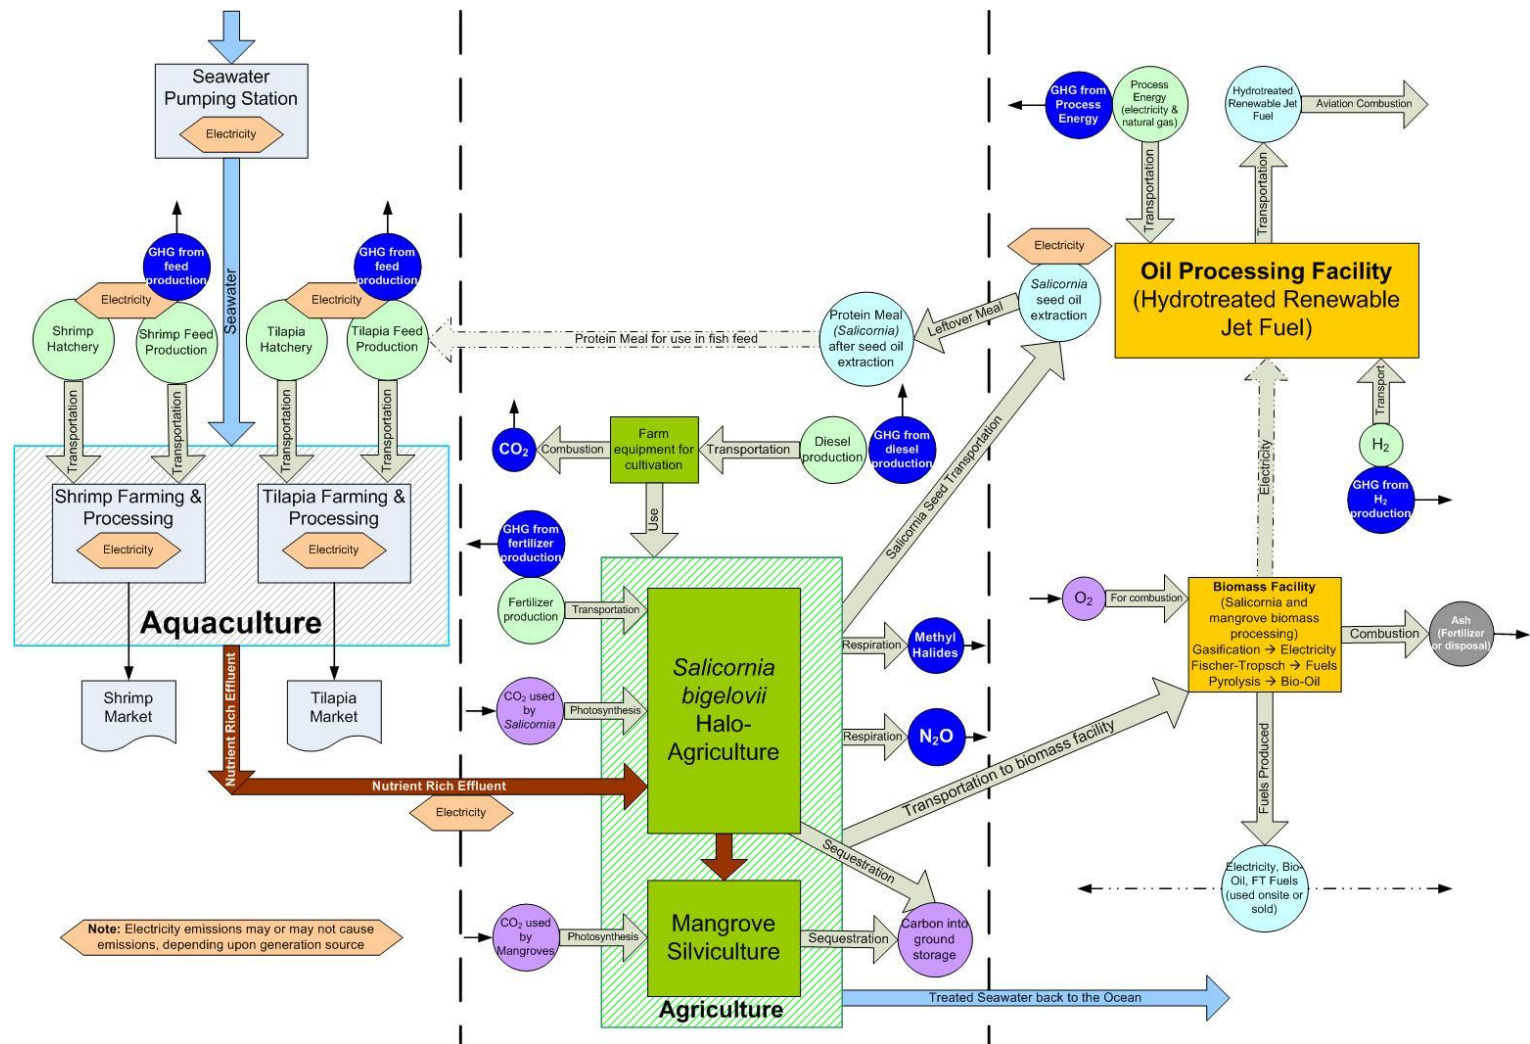 Seawater
Pumping Station
Electricity
Seawater
GHG from
feed
production
Electricity
Shrimp
Hatchery
Shrimp Feed
Production
GHG from
feed
production
Electricity
Tilapia
Hatchery
Tilapia Feed
Production
Transportation
Transportation
Transportation
Transportation
Shrimp Farming &
Processing
Electricity
Tilapia Farming &
Processing
Electricity
Aquaculture
Shrimp
Market
Tilapia
Market
Nutrient Rich Effluent
Nutrient Rich Effluent
Electricity
Note: Electricity emissions may or may not cause
emissions, depending upon generation source
Protein Meal for use in fish feed
Protein Meal
(Salicornia)
after seed oil
extraction
Leftover Meal
Electricity
Salicornia
seed oil
extraction
CO2
Combustion
Farm
equipment for
cultivation
Transportation
Diesel
production
GHG from
diesel
production
Use
Salicornia Seed Transportation
GHG from
fertilizer
production
Fertilizer
production
Transportation
CO2 used
by
Salicornia
Photosynthesis
Salicornia
bigelovii
Halo-
Agriculture
Respiration
Methyl
Halides
Respiration
N2O
Transportation to biomass facility
Sequestration
CO2 used
by
Mangroves
Photosynthesis
Mangrove
Silviculture
Sequestration
Carbon into
ground
storage
Agriculture
Treated Seawater back to the Ocean
GHG from
Process
Energy
Process
Energy
(electricity &
natural gas)
Transportation
Hydrotreated
Renewable Jet
Fuel
Aviation Combustion
Transportation
Oil Processing Facility
(Hydrotreated Renewable
Jet Fuel)
Electricity
Transport
H2
GHG from
H2
production
O2
For combustion
Biomass Facility
(Salicornia and
mangrove biomass
processing)
Gasification → Electricity
Fischer-Tropsch → Fuels
Pyrolysis → Bio-Oil
Combustion
Ash
(Fertilizer
or disposal)
Fuels Produced
Electricity, Bio-
Oil, FT Fuels
(used onsite or
sold)